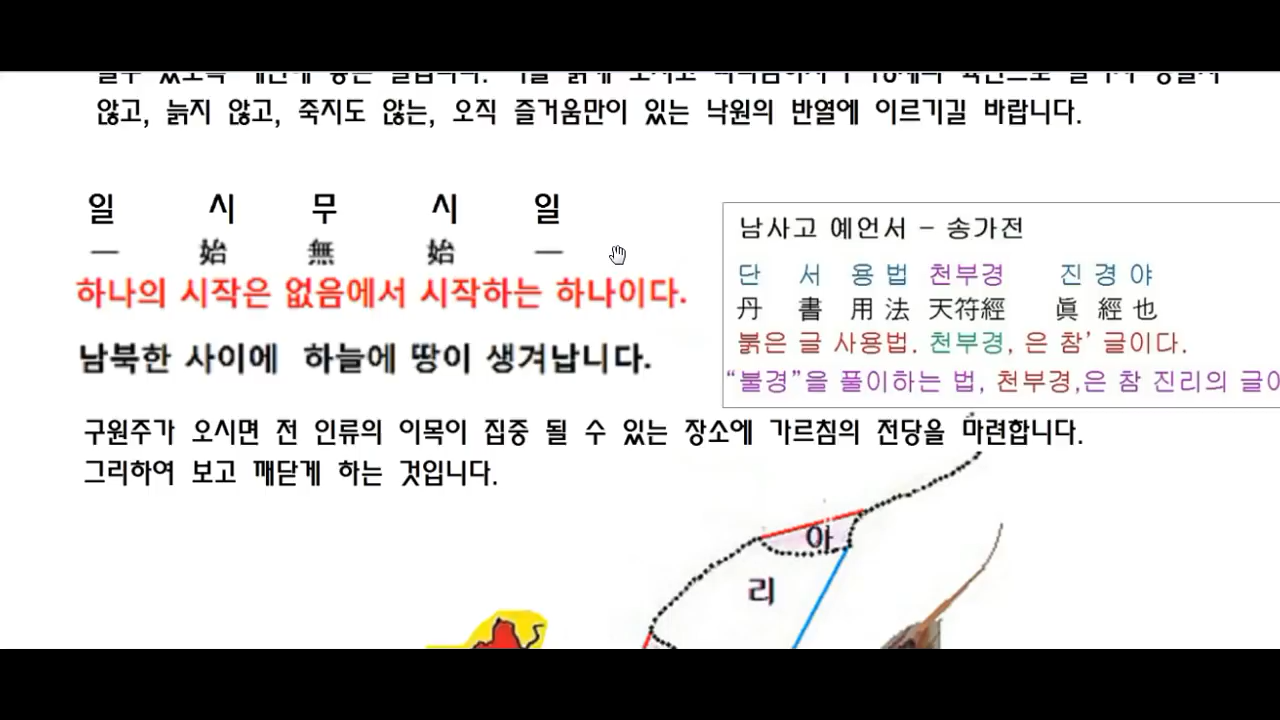 않고, 늙지 않고, 죽지도 않는, 오직 즐거움만이 있는 낙원의 반열에 이르기길 바랍니다.
일 시 무 시 일
一 始 無 始 一
하나의 시작은 없음에서 시작하는 하나이다.
남북한 사이에 하늘에 땅이 생겨납니다.
남사고 예언서 - 송가전
단 서 용 법 천부경 진 경 야
丹 書 用 法 天符經 眞 經 也
붉은 글 사용법. 천부경, 은 참' 글이다.
“불경”을 풀이하는 법, 천부경,은 참 진리의 글이
구원주가 오시면 전 인류의 이목이 집중 될 수 있는 장소에 가르침의 전당을 마련합니다.
그리하여 보고 깨닫게 하는 것입니다.
아
리